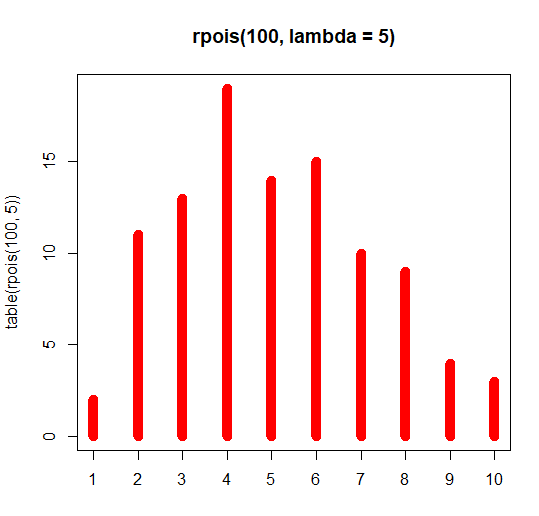 rpois(100, lambda = 5)
table(rpois(100, 5))
15
10
5
0
1 2 3 4 5 6 7 8 9 10